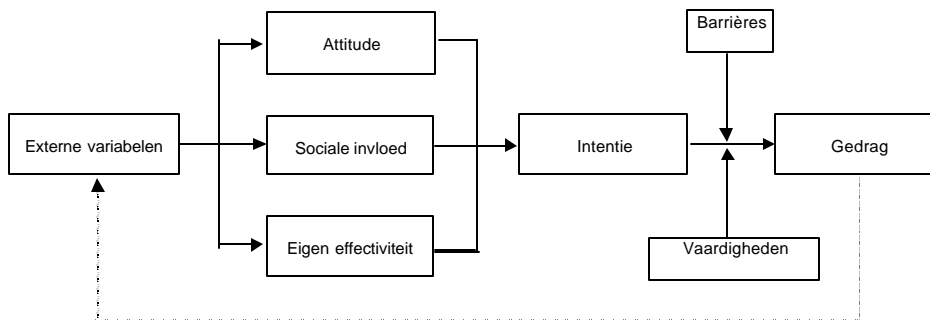 Barrières
Attitude
Externe variabelen
Sociale invloed
Intentie
Gedrag
Eigen effectiviteit
Vaardigheden